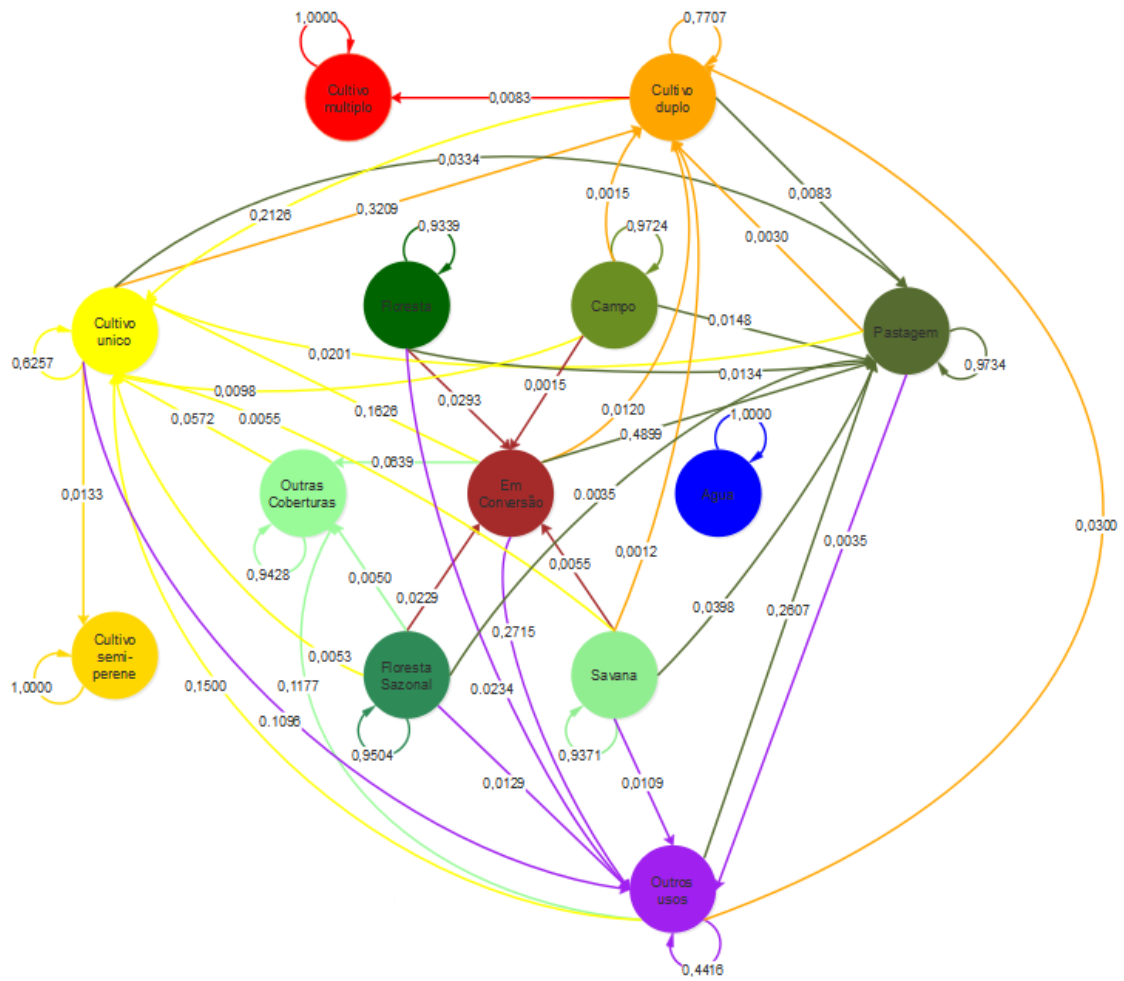 1,0000
0,7707
Cultivo
multiplo
0,0083
Cultivo
duplo
0,0334
0,0083
0,0015
0,2126
0,3209
0,9339
0,9724
0,0030
Floresta
Campo
Cultivo
unico
0,0148
Pastagem
0,6257
0,0201
0,9734
0,0134
0,0098
0,0293
0,0015
0,0572
0,0055
0,1626
0,0120
0,4899
1,0000
0,0639
Outras
Coberturas
Em
Conversão
Agua
0,0133
0.0035
0,0300
0,0035
0,0012
0,0055
0,9428
0,0050
0,0229
0,0398
0,2607
0,2715
Cultivo
semi-
perene
0,0053
Floresta
Sazonal
Savana
1,0000
0,1500
0,1177
0.0234
0.1096
0,9504
0,9371
0,0129
0,0109
Outros
usos
0,4416